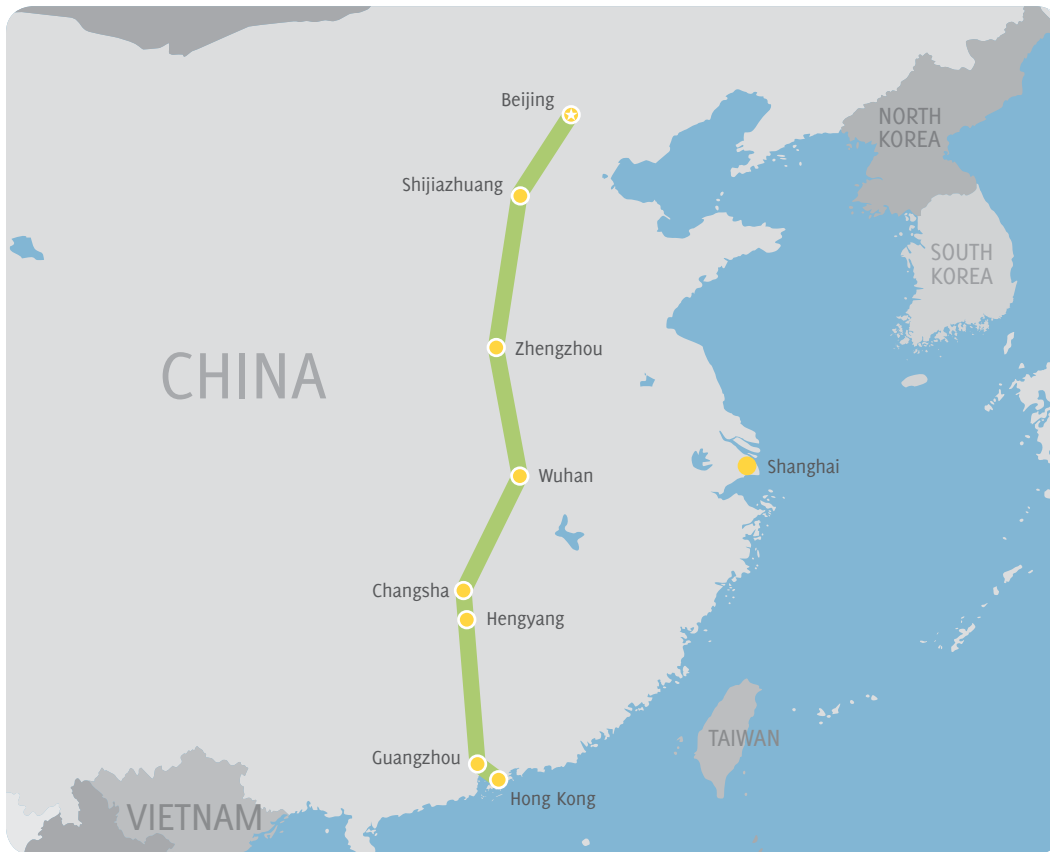 Beijing
NORTH
KOREA
Shijiazhuang
SOUTH
KOREA
Zhengzhou
CHINA
Shanghai
Wuhan
Changsha
Hengyang
TAIWAN
Guangzhou
Hong Kong
VIETNAM